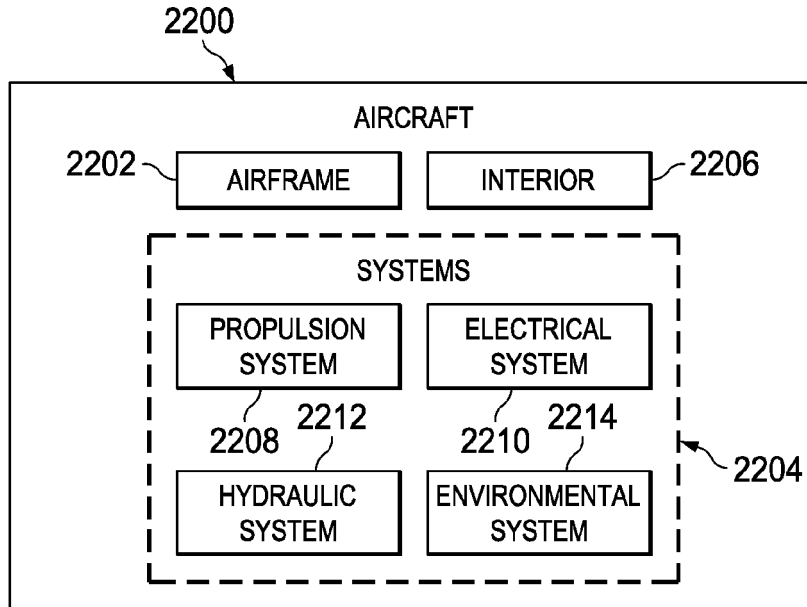 2200
AIRCRAFT
2202 AIRFRAME INTERIOR 2206
SYSTEMS
PROPULSION ELECTRICAL
SYSTEM SYSTEM
2208 2212 2210 2214
2204
HYDRAULIC ENVIRONMENTAL
SYSTEM SYSTEM